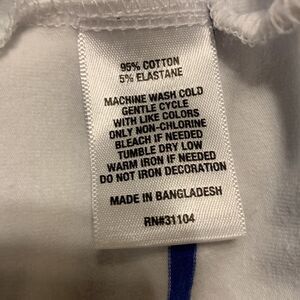 95% COTTON
5% ELASTANE
MACHINE WASH COLD
GENTLE CYCLE
WITH LIKE COLORS
ONLY NON-CHLORINE
BLEACH IF NEEDED
TUMBLE DRY LOW
WARM IRON IF NEEDED
DO NOT IRON DECORATION
MADE IN BANGLADESH
RN#31104